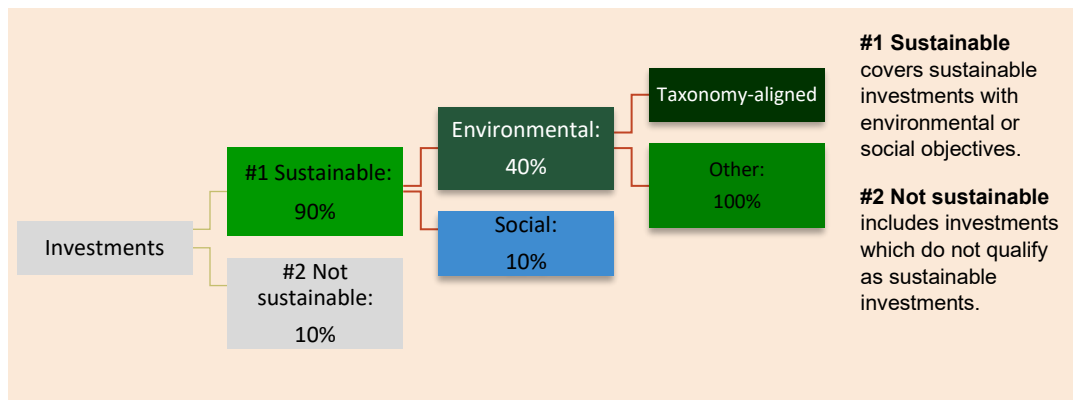 Investments
#1 Sustainable:
90%
#2 Not
sustainable:
10%
Environmental:
40%
Social:
10%
Taxonomy-aligned
Other:
100%
#1 Sustainable
covers sustainable
investments with
environmental or
social objectives.
#2 Not sustainable
includes investments
which do not qualify
as sustainable
investments.